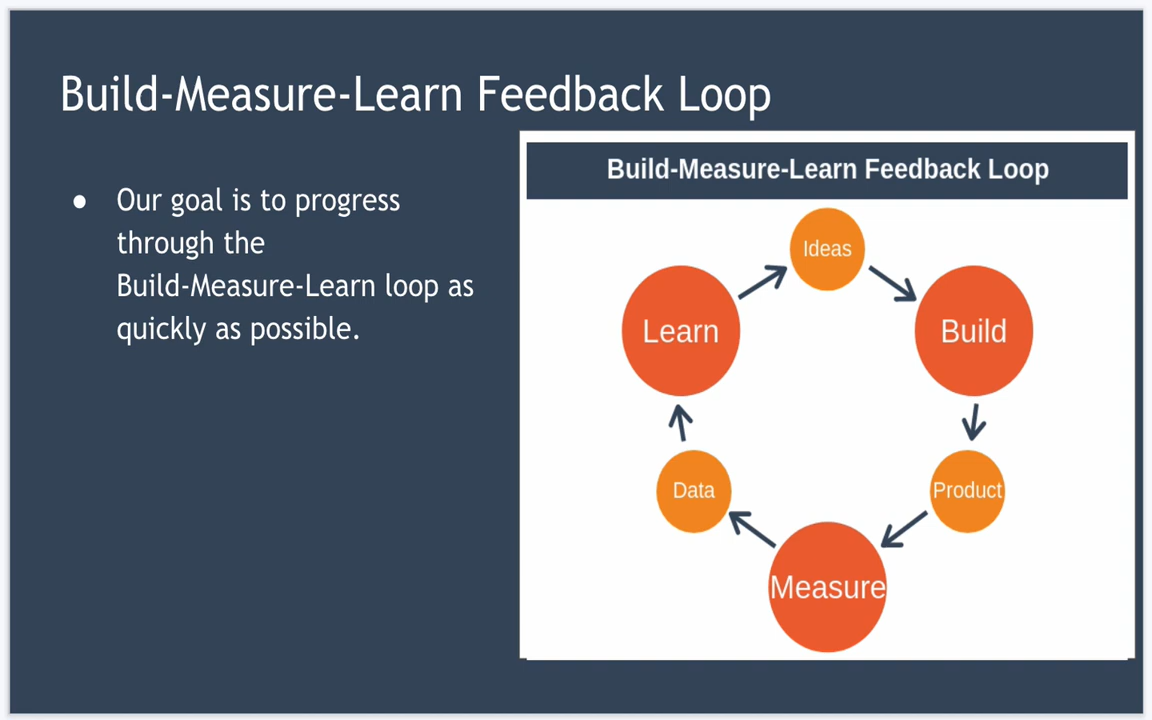 Build-Measure-Learn Feedback Loop
● Our goal is to progress
through the
Build-Measure-Learn loop as
quickly as possible.
Build-Measure-Learn Feedback Loop
Ideas
Learn
Build
Data
Product
Measure